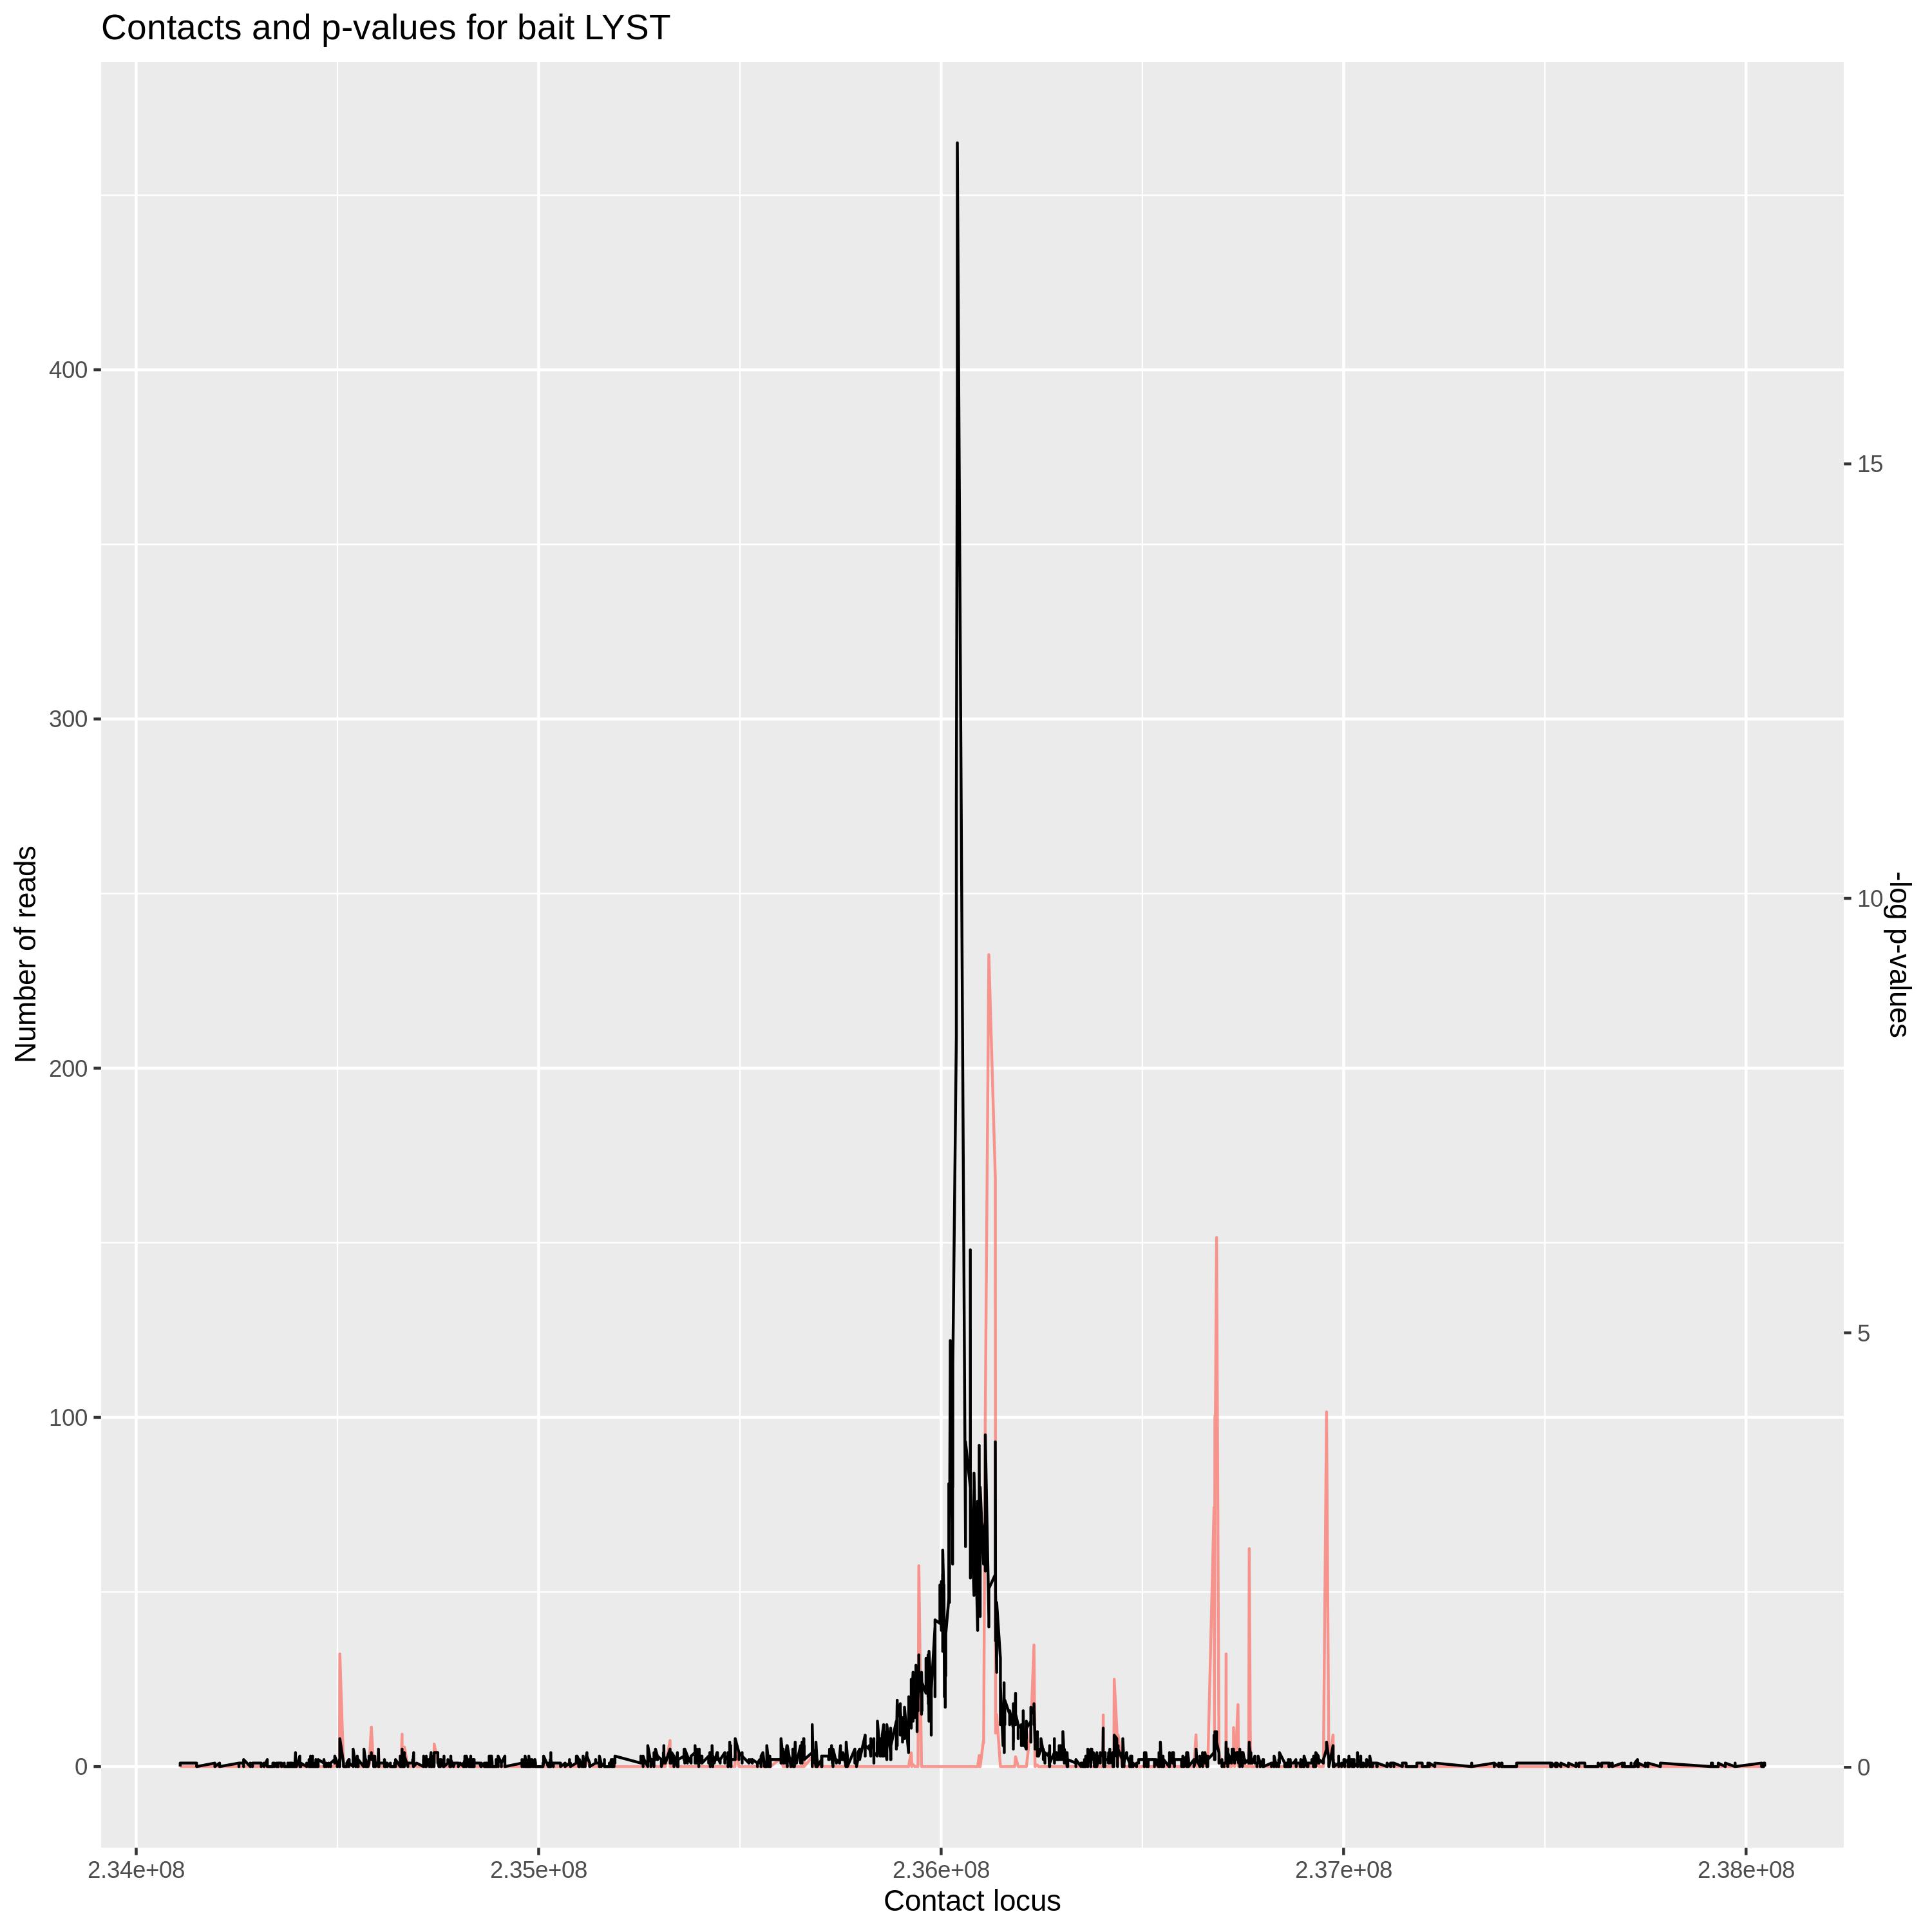 Contacts and p-values for bait LYST
Number of reads
400
300
200
100
0
15
10
5
0
-log p-values
2.34e+08 2.35e+08 2.36e+08 2.37e+08 2.38e+08
Contact locus